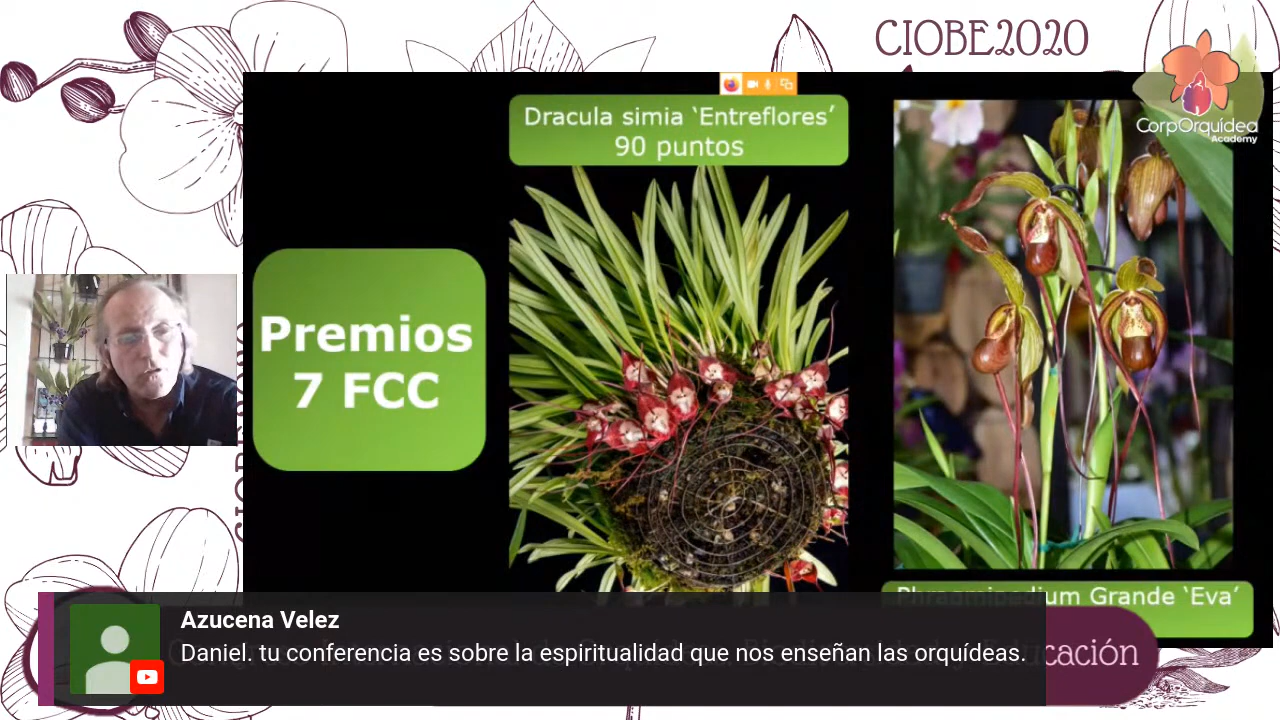 CIOBE2020
CorpOrquídea
Academy
Dracula simia ‘Entreflores’
90 puntos
Premios
7 FCC
Phragmipedium Grande ‘Eva’
Azucena Velez
Daniel. tu conferencia es sobre la espiritualidad que nos enseñan las orquídeas.
cación